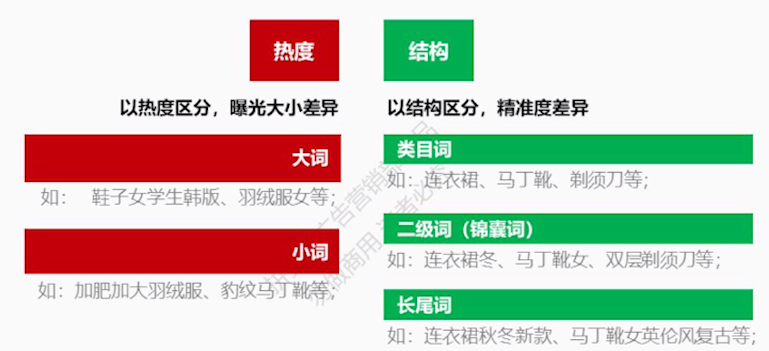 热度
以热度区分，曝光大小差异
大词
如： 鞋子女学生韩版、羽绒服女等；
小词
如：加肥加大羽绒服、豹纹马丁靴等；
结构
以结构区分，精准度差异
类目词
如：连衣裙、马丁靴、剃须刀等；
二级词（锦囊词）
如：连衣裙冬、马丁靴女、双层剃须刀等；
长尾词
如：连衣裙秋冬新款、马丁靴女英伦风复古等；